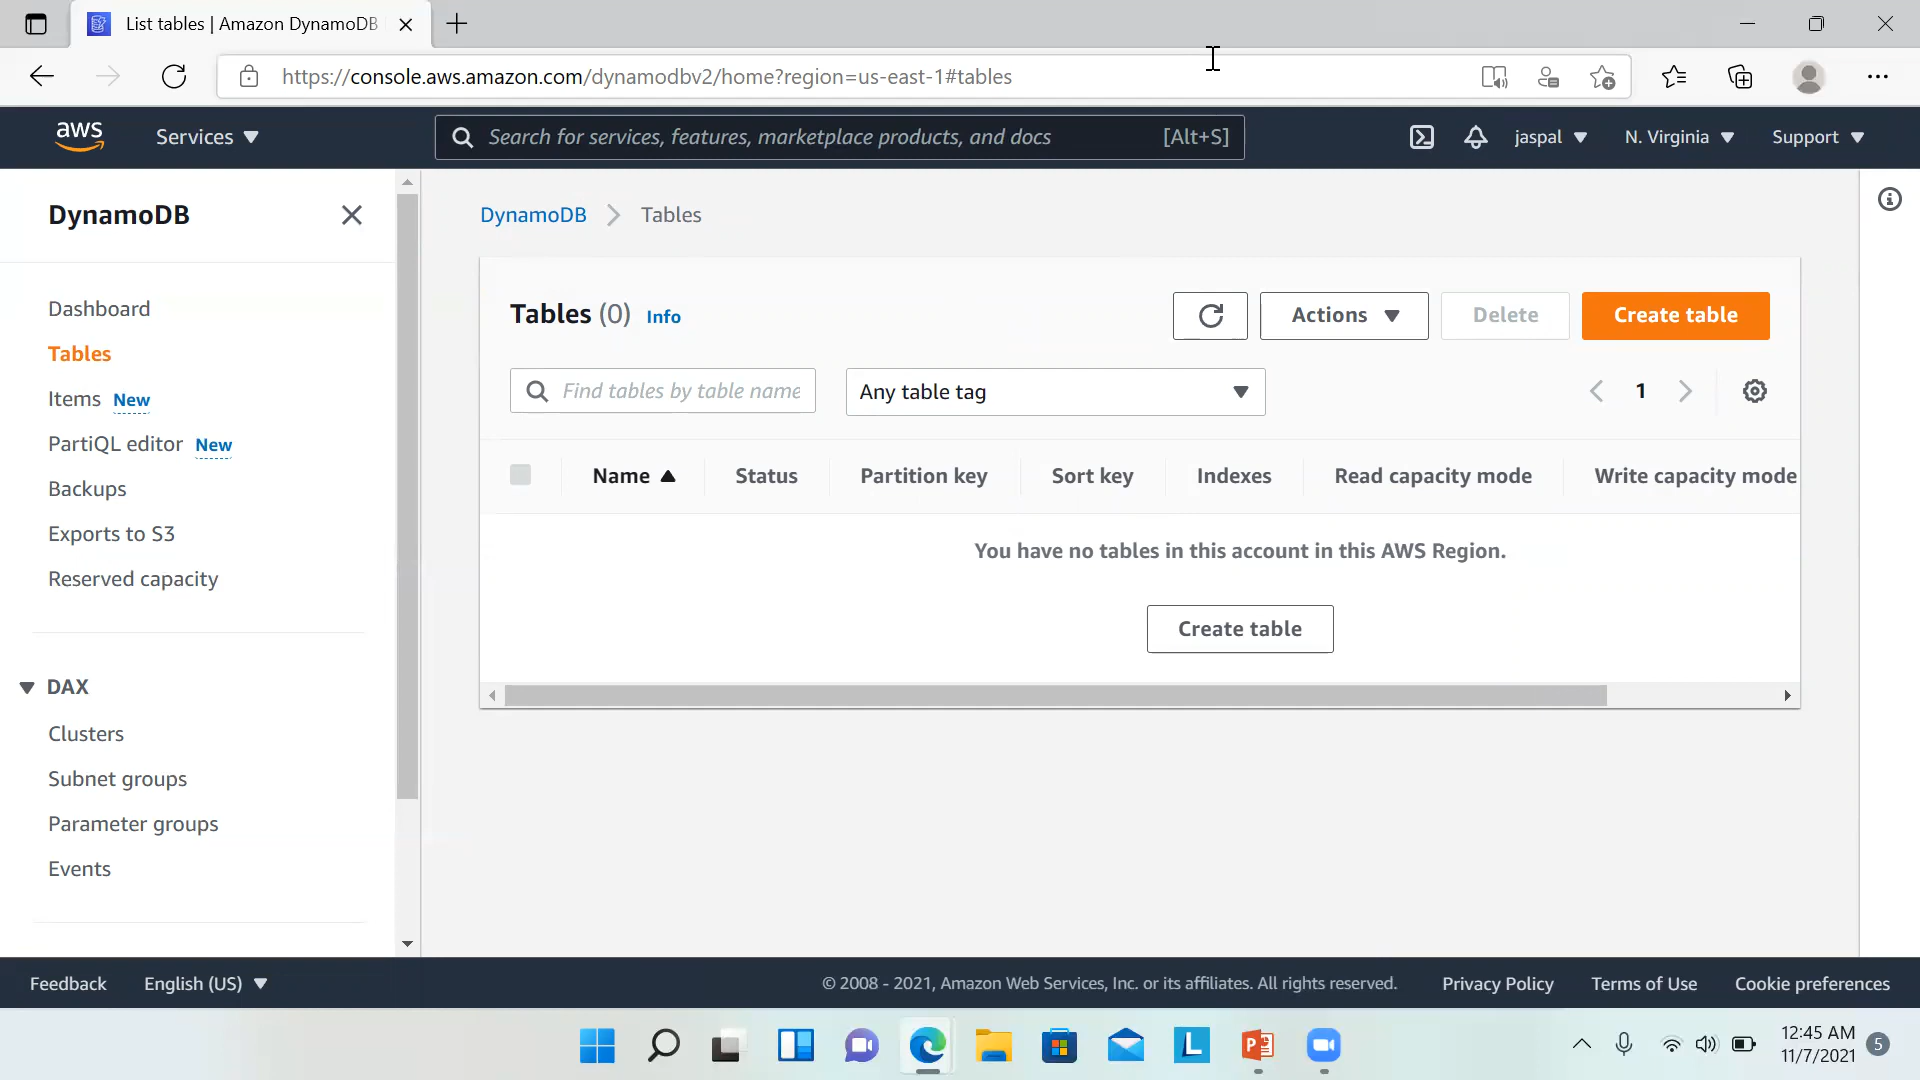 List tables | Amazon DynamoDB
https://console.aws.amazon.com/dynamodbv2/home?region=us-east-1#tables
aws
Services
Search for services, features, marketplace products, and docs [Alt+S]
jaspal
N. Virginia
Support
DynamoDB
DynamoDB Tables
Dashboard
Tables
Items New
PartiQL editor New
Backups
Exports to S3
Reserved capacity
DAX
Clusters
Subnet groups
Parameter groups
Events
Tables (0) Info
Actions
Delete
Create table
Find tables by table name
Any table tag
1
Name Status Partition key Sort key Indexes Read capacity mode Write capacity mode
You have no tables in this account in this AWS Region.
Create table
Feedback
English (US)
© 2008 - 2021, Amazon Web Services, Inc. or its affiliates. All rights reserved.
Privacy Policy
Terms of Use
Cookie preferences
L
P
12:45 AM
11/7/2021
5